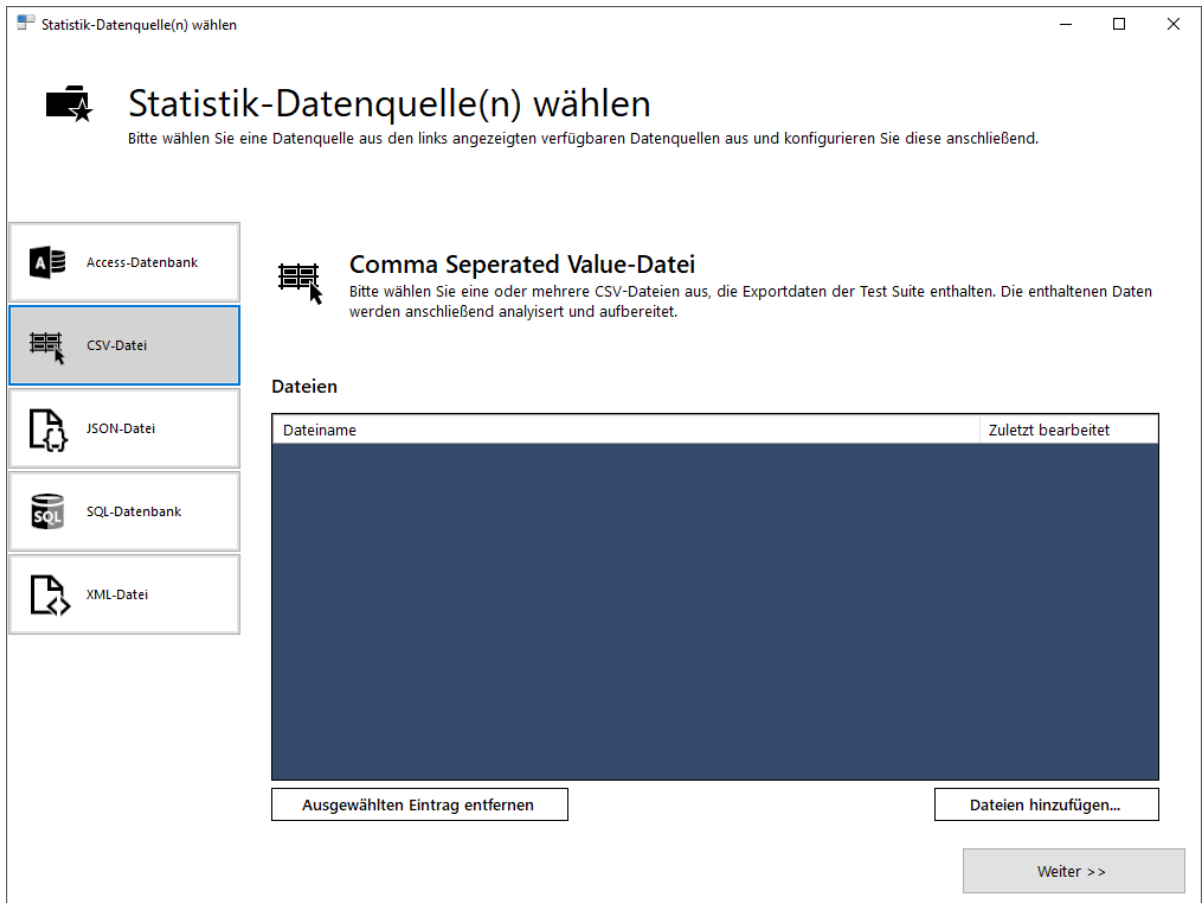 Statistik-Datenquelle(n) wählen
Statistik-Datenquelle(n) wählen
Bitte wählen Sie eine Datenquelle aus den links angezeigten verfügbaren Datenquellen aus und konfigurieren Sie diese anschließend.
A
Access-Datenbank
CSV-Datei
JSON-Datei
SQL
SQL-Datenbank
XML-Datei
Comma Seperated Value-Datei
Bitte wählen Sie eine oder mehrere CSV-Dateien aus, die Exportdaten der Test Suite enthalten. Die enthaltenen Daten
werden anschließend analyisert und aufbereitet.
Dateien
Dateiname Zuletzt bearbeitet
Ausgewählten Eintrag entfernen Dateien hinzufügen...
Weiter >>